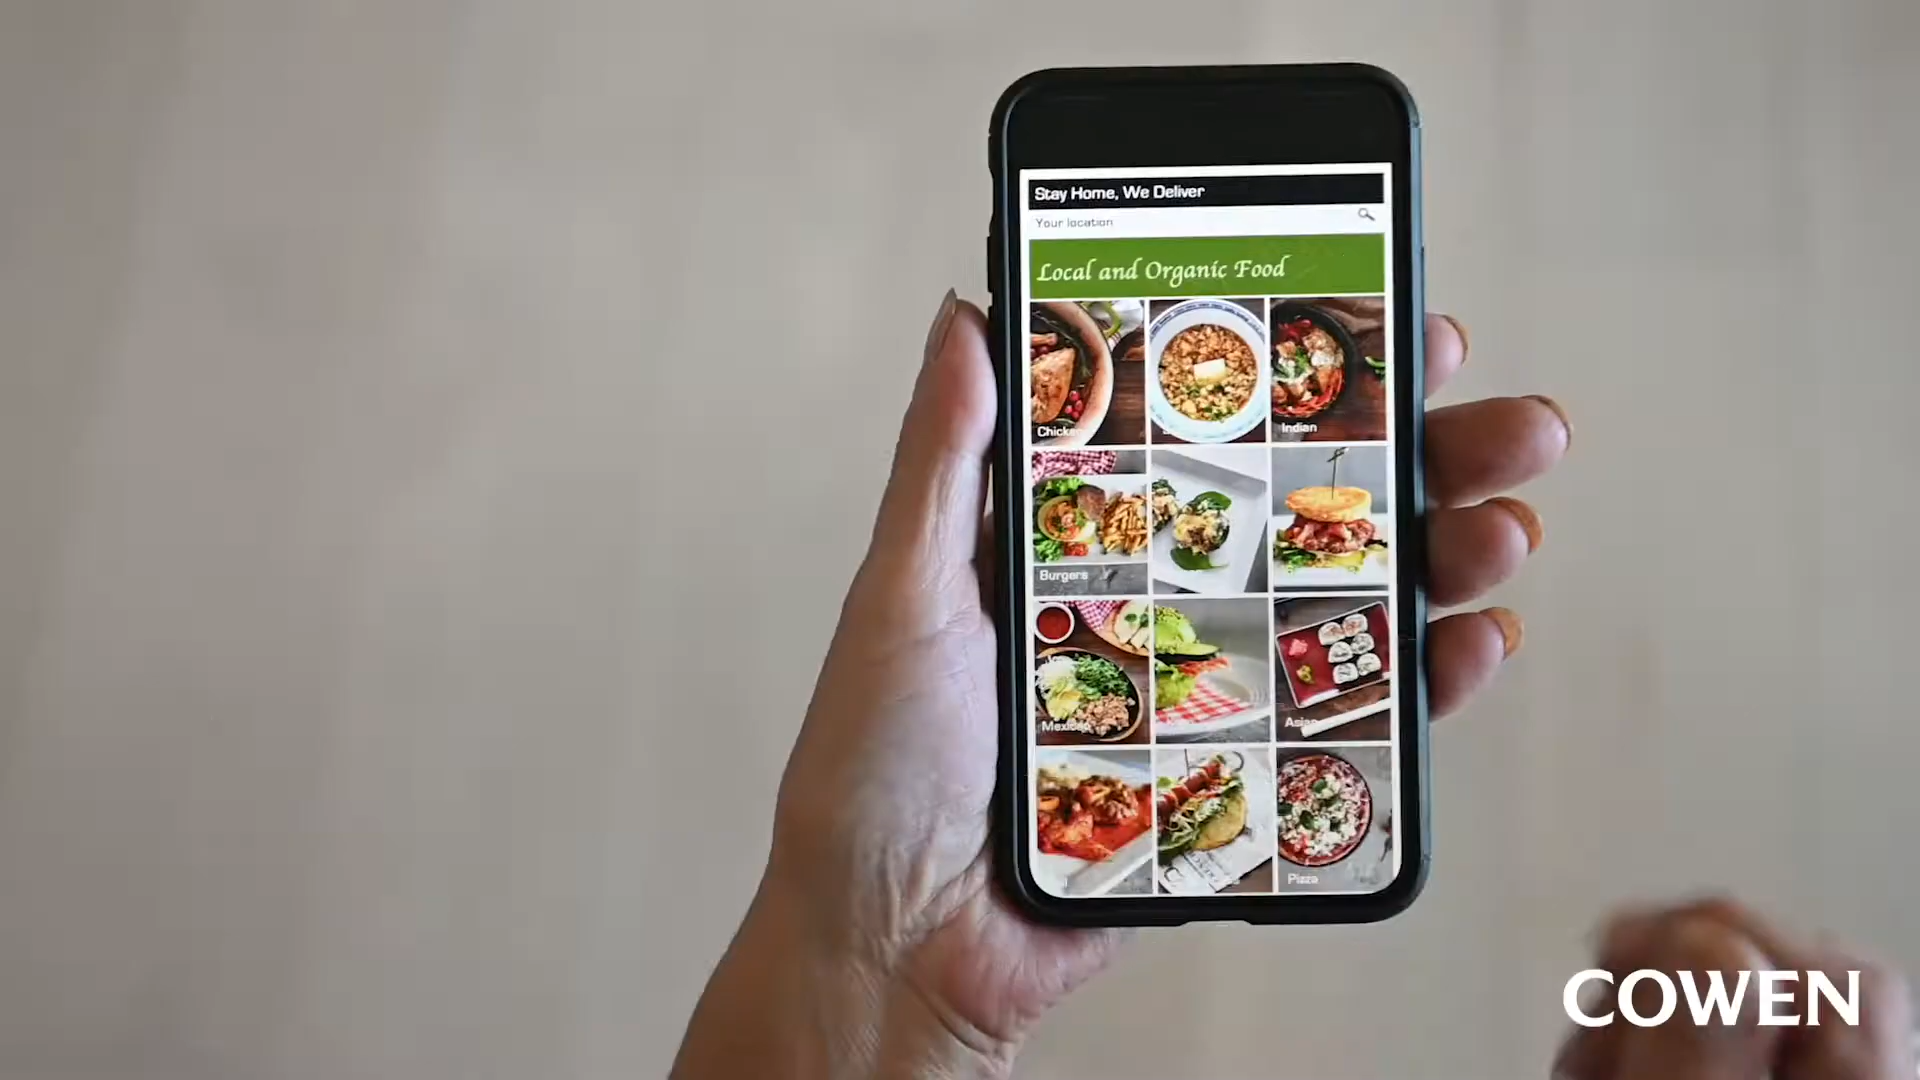 Stay Home, We Deliver
Your location
Local and Organic Food
Indian
Burgers
Pizza
COWEN